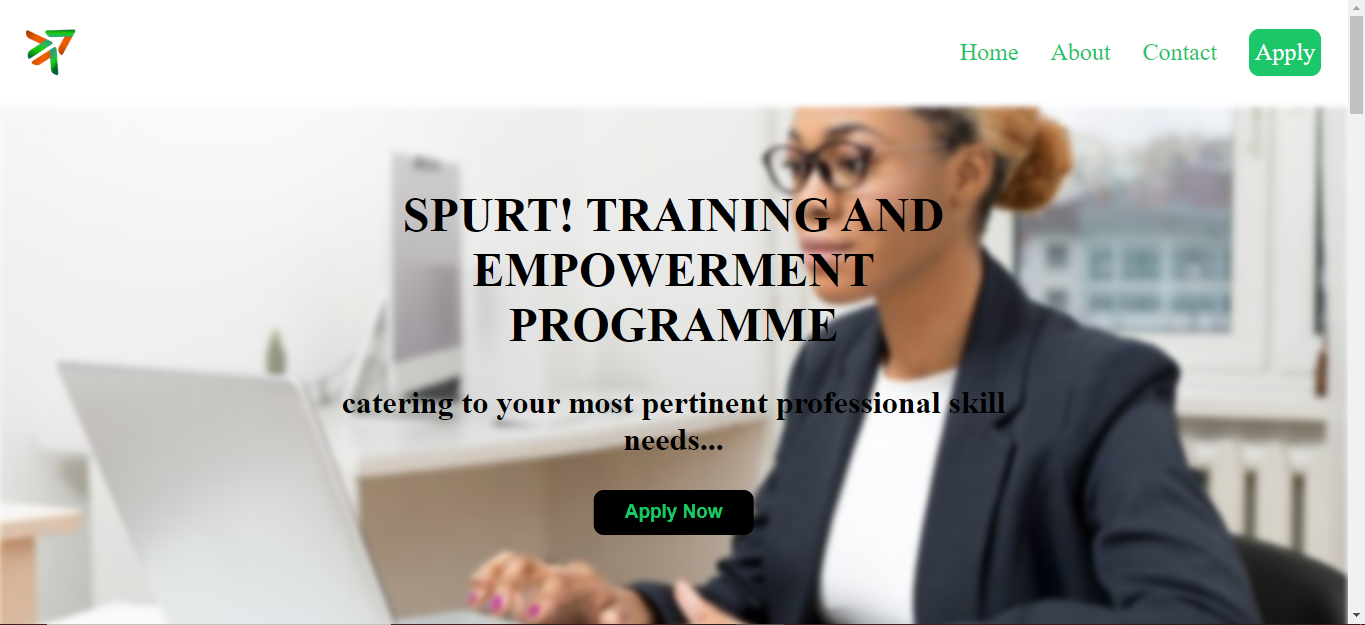 Home About Contact Apply
SPURT! TRAINING AND
EMPOWERMENT
PROGRAMME
catering to your most pertinent professional skill
needs...
Apply Now